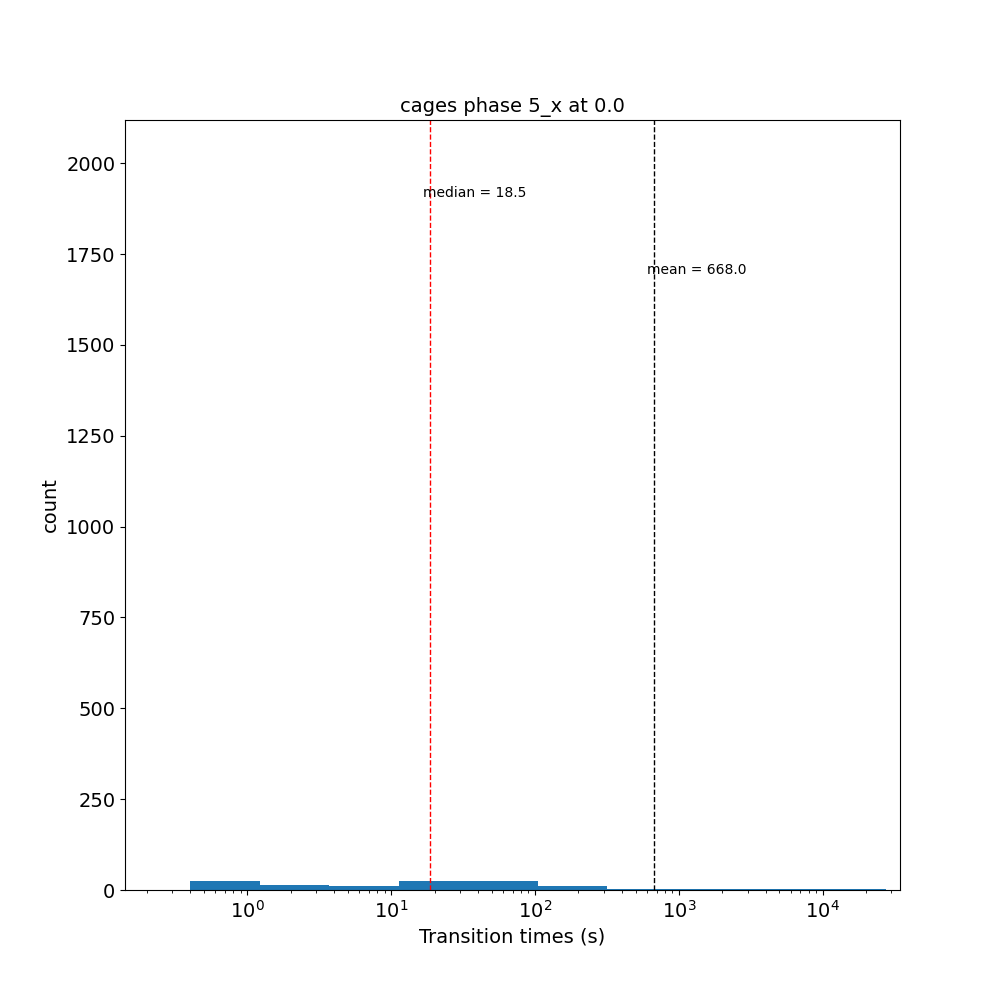 cages phase 5_x at 0.0
2000
1750
1500
1250
1000
750
500
250
0
count
median = 18.5
mean = 668.0
10⁰ 10¹ 10² 10³ 10⁴
Transition times (s)